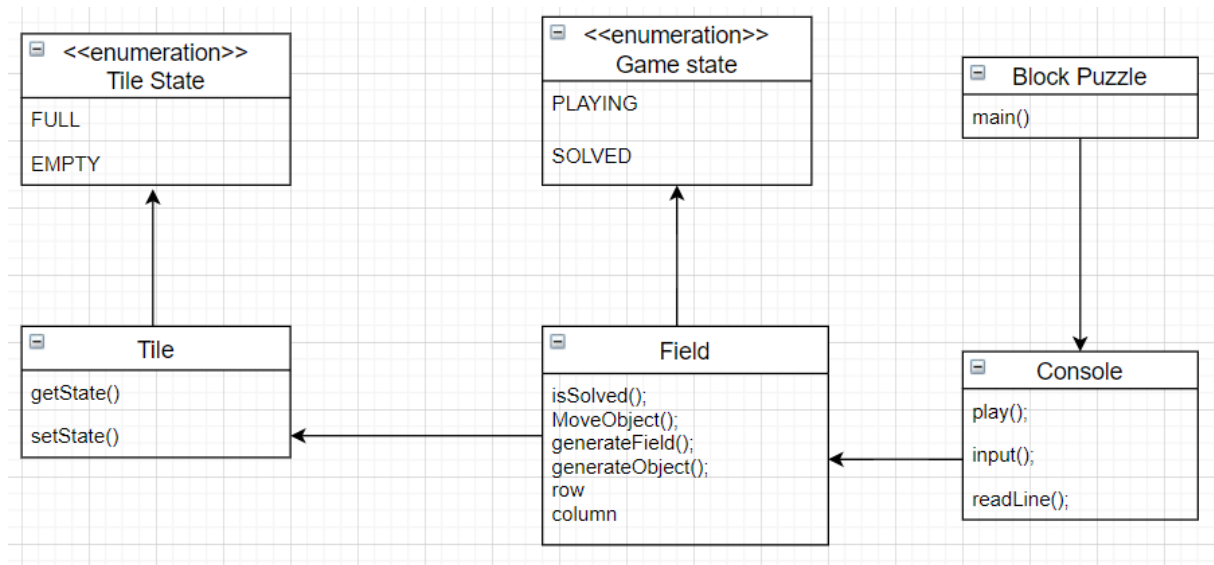 <<enumeration>>
Tile State
FULL
EMPTY
<<enumeration>>
Game state
PLAYING
SOLVED
Block Puzzle
main()
Tile
getState()
setState()
Field
isSolved();
MoveObject();
generateField();
generateObject();
row
column
Console
play();
input();
readLine();